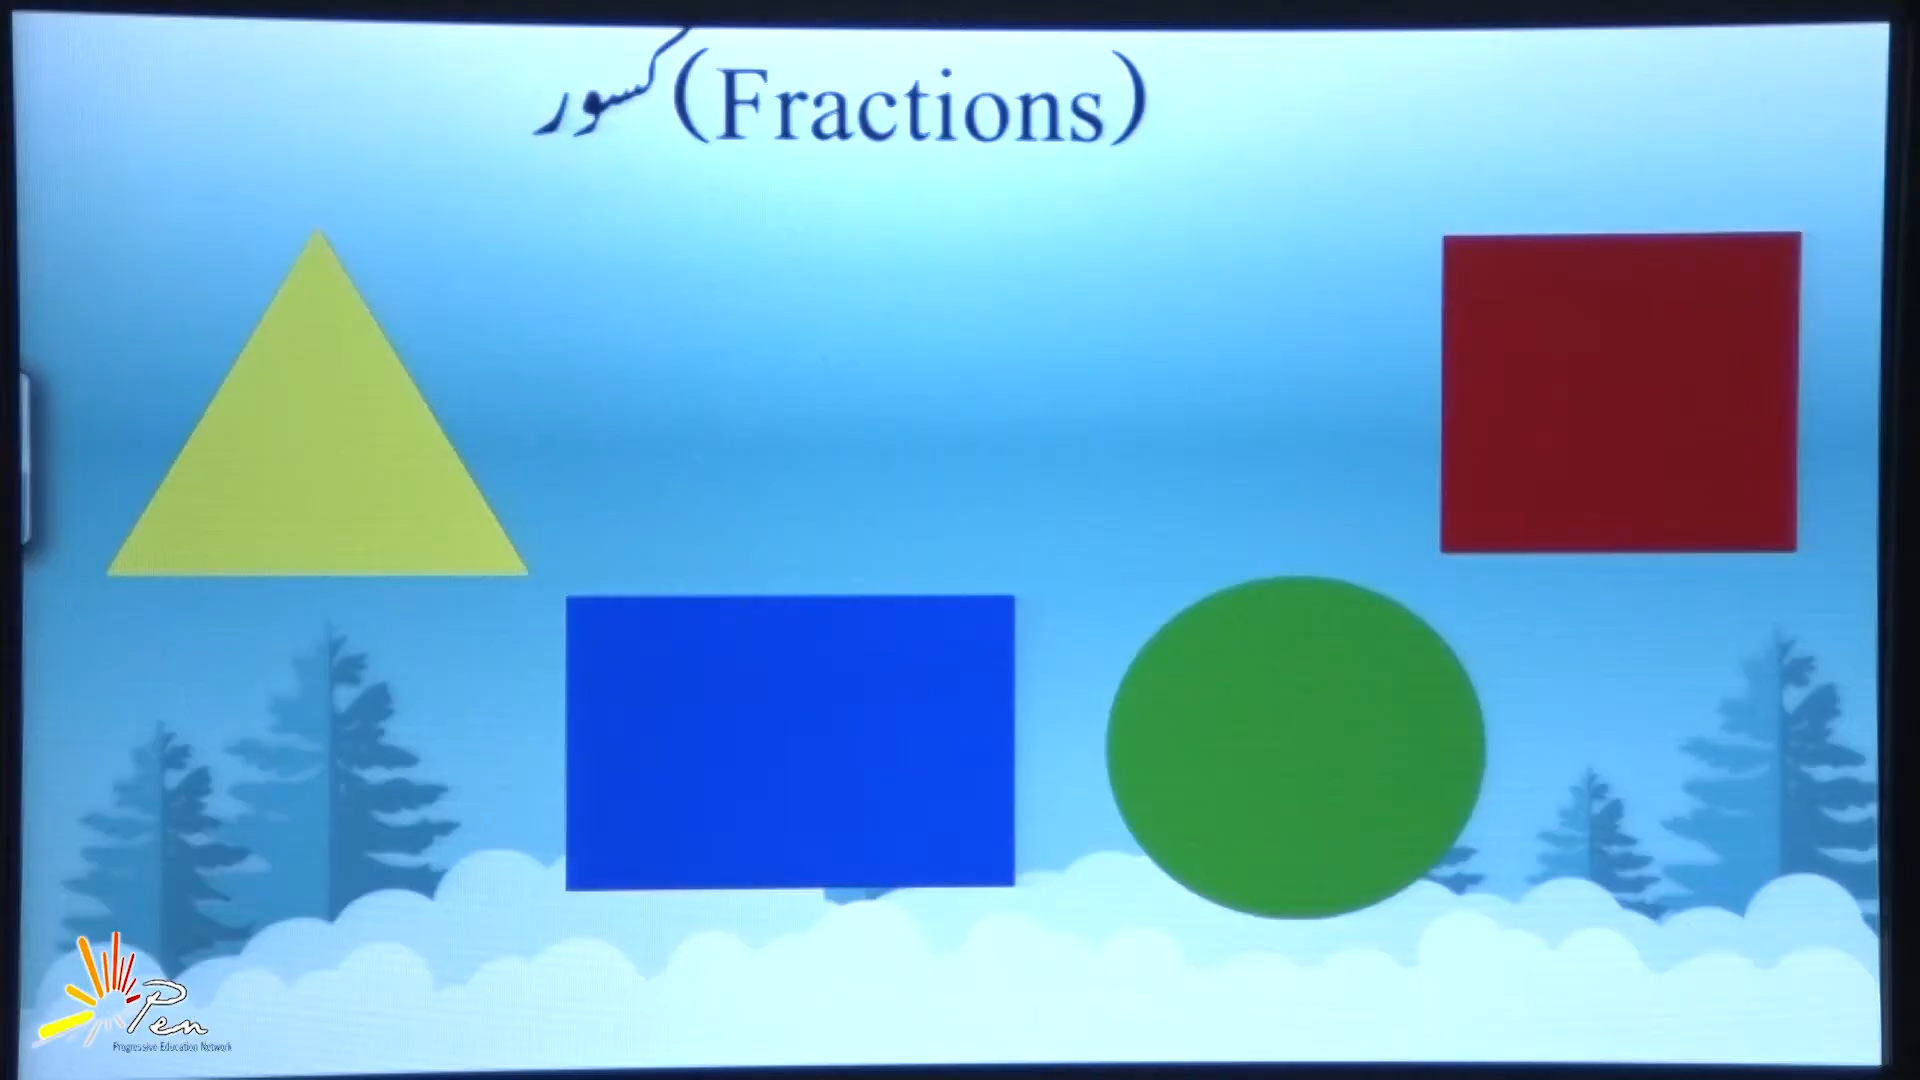 کسور (Fractions)
Pen
Progressive Education Network